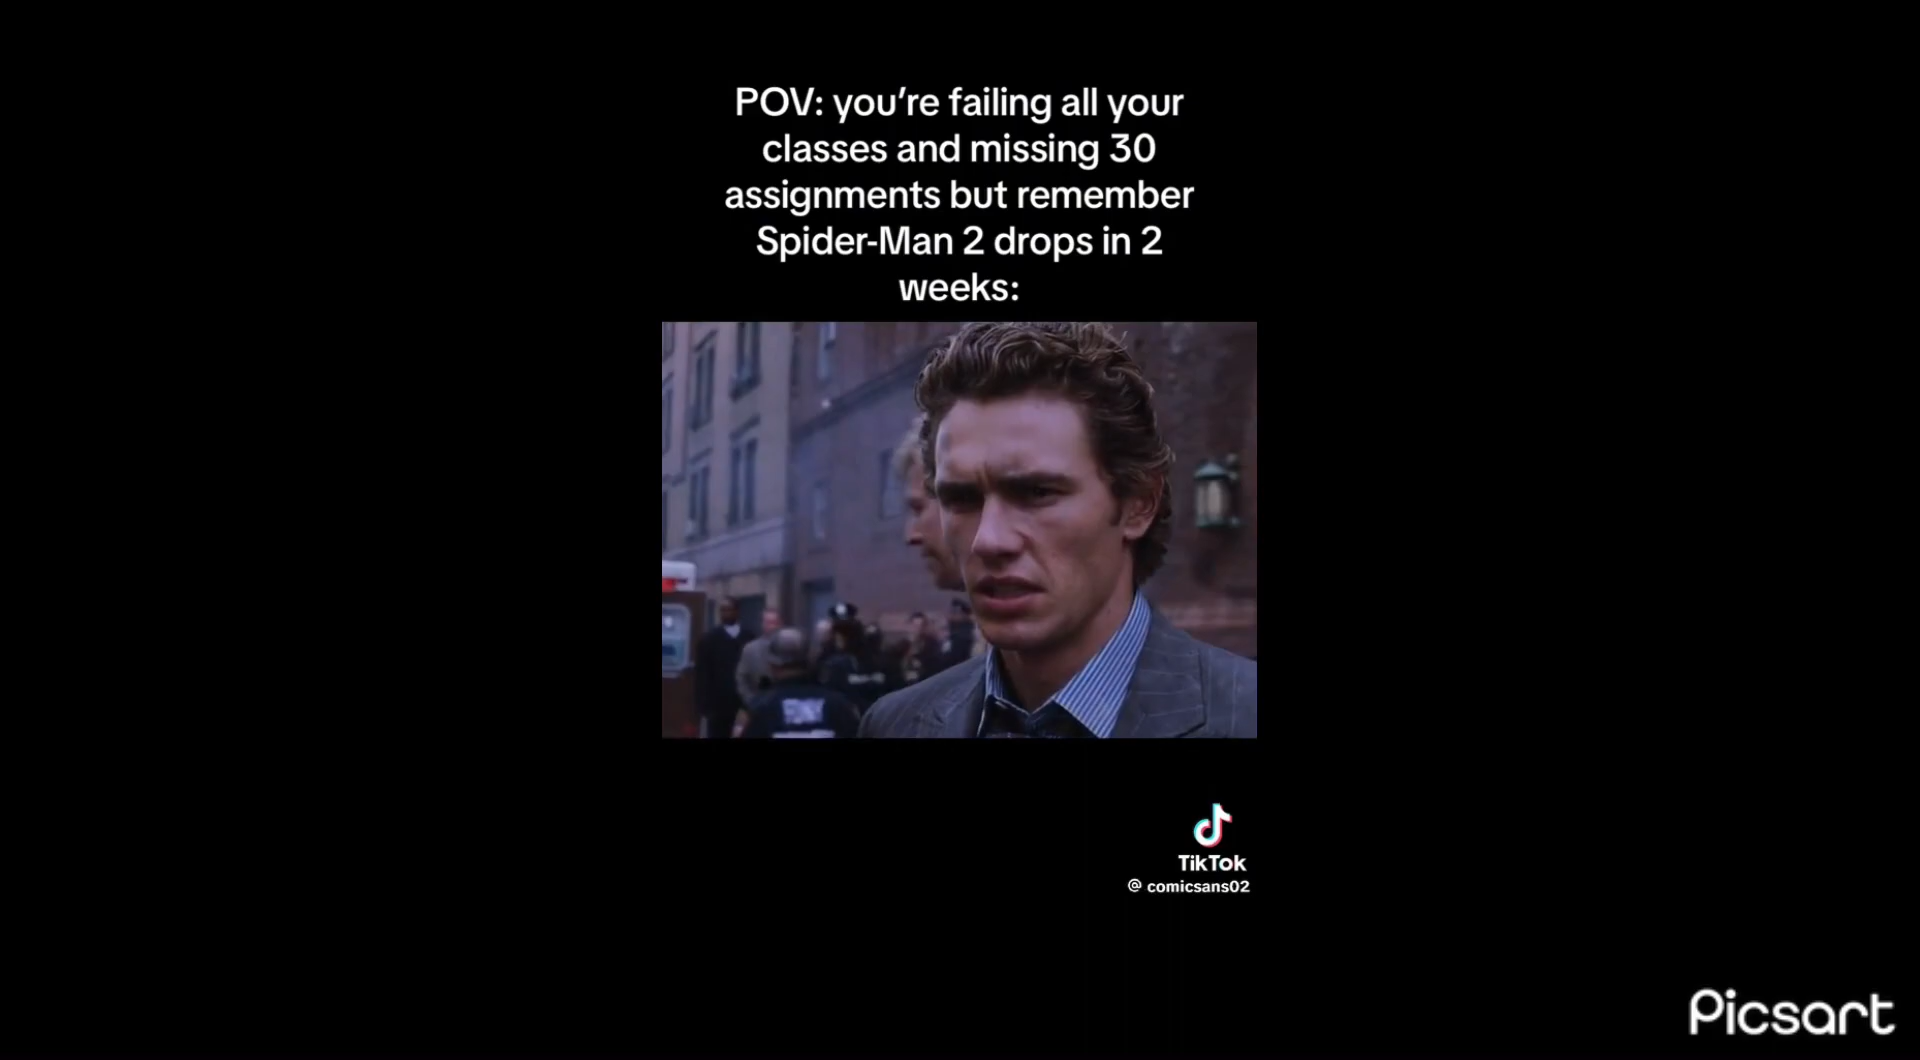 POV: you’re failing all your
classes and missing 30
assignments but remember
Spider-Man 2 drops in 2
weeks:
TikTok
@ comicsans02
Picsart